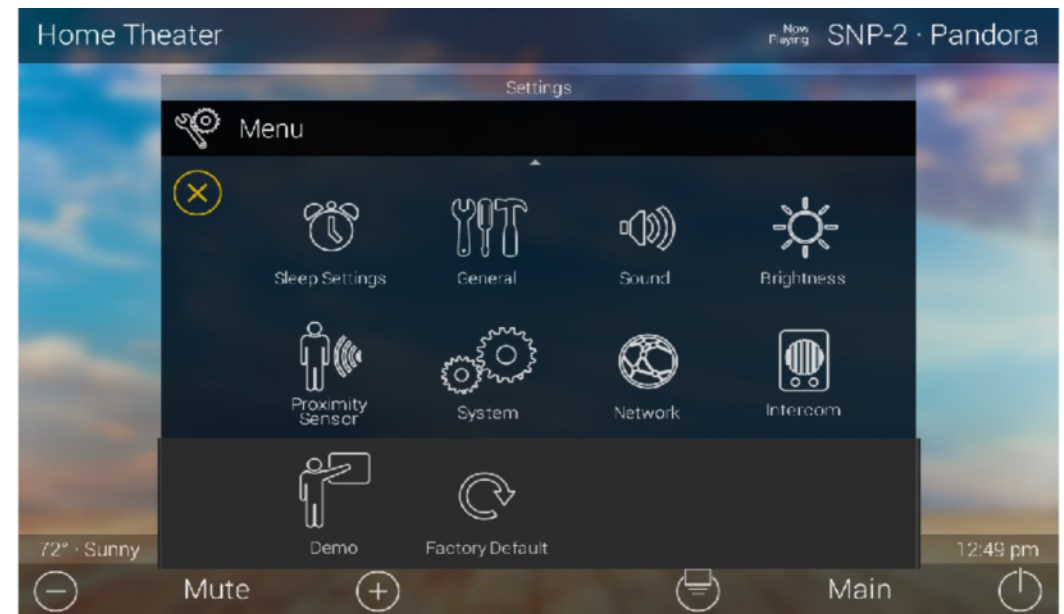 Home Theater
Now Playing SNP-2 · Pandora
Settings
Menu
Sleep Settings
General
Sound
Brightness
Proximity
Sensor
System
Network
Intercom
Demo
Factory Default
72° · Sunny
12:49 pm
Mute
Main